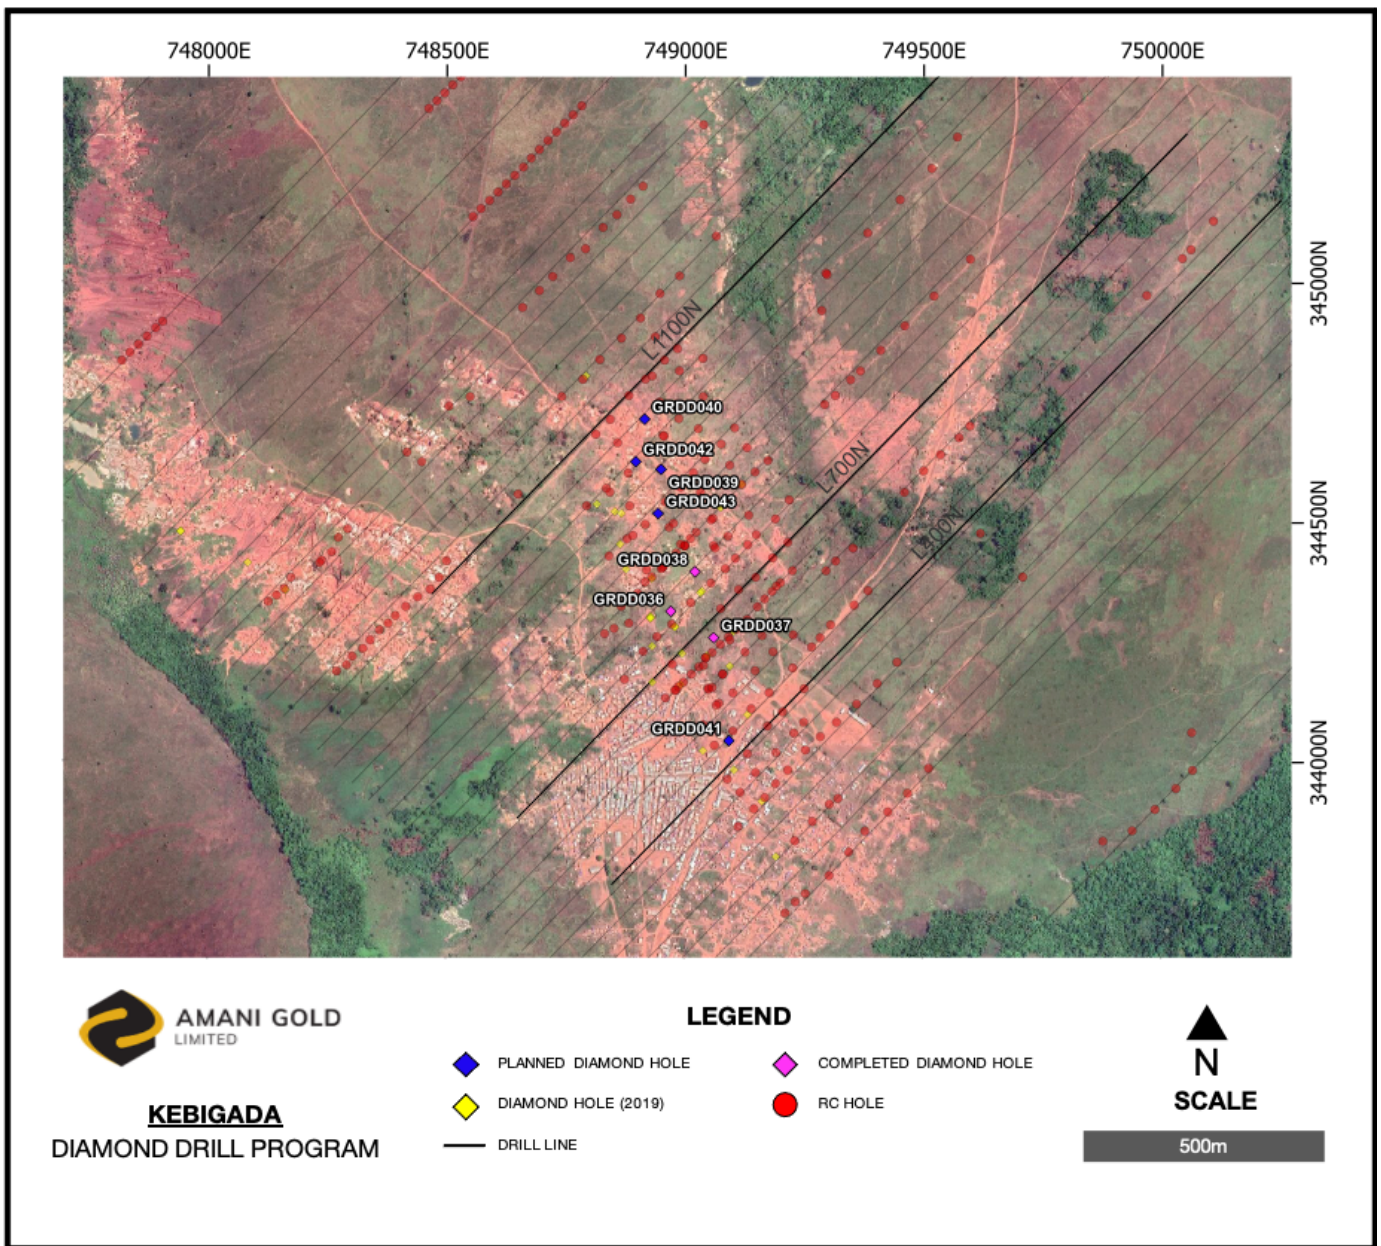 748000E
748500E
749000E
749500E
750000E
345000N
344500N
344000N
L1100N
L700N
GRDD040
GRDD042
GRDD039
GRDD043
GRDD038
GRDD036
GRDD037
GRDD041
AMANI GOLD
LIMITED
KEBIGADA
DIAMOND DRILL PROGRAM
LEGEND
PLANNED DIAMOND HOLE
COMPLETED DIAMOND HOLE
DIAMOND HOLE (2019)
RC HOLE
DRILL LINE
N
SCALE
500m